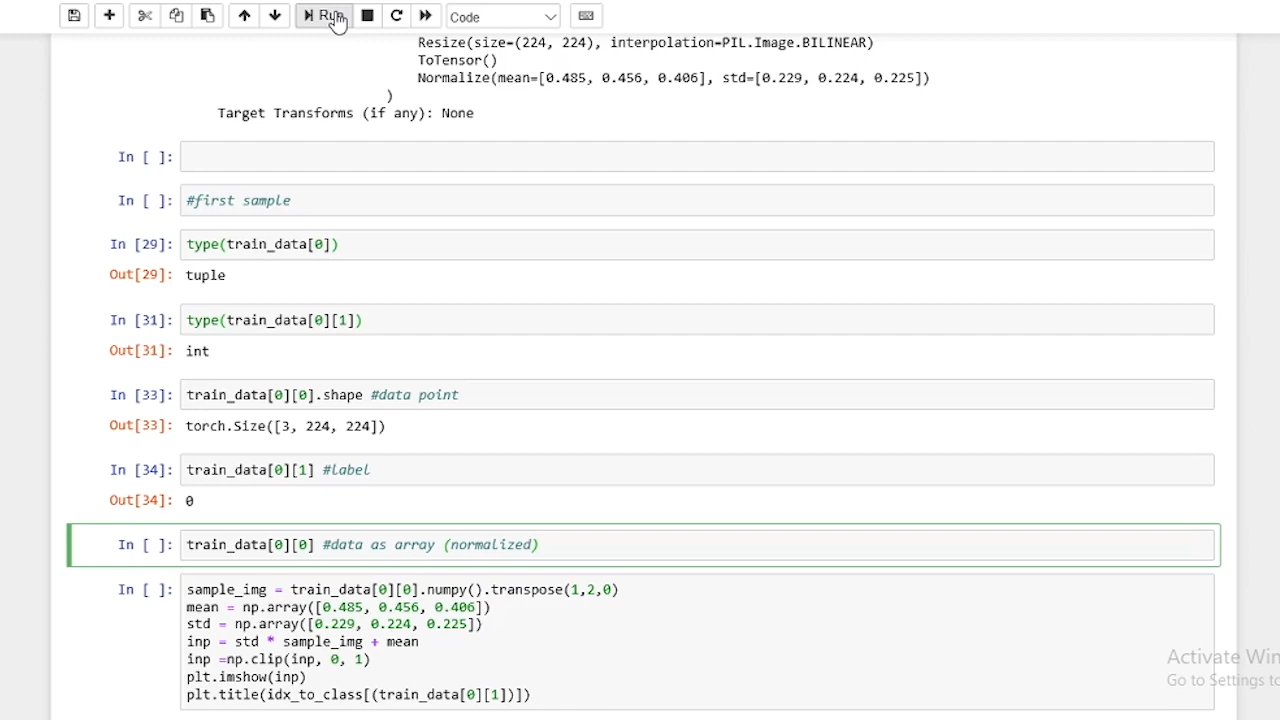 Run
Code
Resize(size=(224, 224), interpolation=PIL.Image.BILINEAR)
ToTensor()
Normalize(mean=[0.485, 0.456, 0.406], std=[0.229, 0.224, 0.225])
)
Target Transforms (if any): None
In [ ]:
In [ ]: #first sample
In [29]: type(train_data[0])
Out[29]: tuple
In [31]: type(train_data[0][1])
Out[31]: int
In [33]: train_data[0][0].shape #data point
Out[33]: torch.Size([3, 224, 224])
In [34]: train_data[0][1] #label
Out[34]: 0
In [ ]: train_data[0][0] #data as array (normalized)
In [ ]: sample_img = train_data[0][0].numpy().transpose(1,2,0)
mean = np.array([0.485, 0.456, 0.406])
std = np.array([0.229, 0.224, 0.225])
inp = std * sample_img + mean
inp =np.clip(inp, 0, 1)
plt.imshow(inp)
plt.title(idx_to_class[(train_data[0][1])])
Activate Win
Go to Settings to